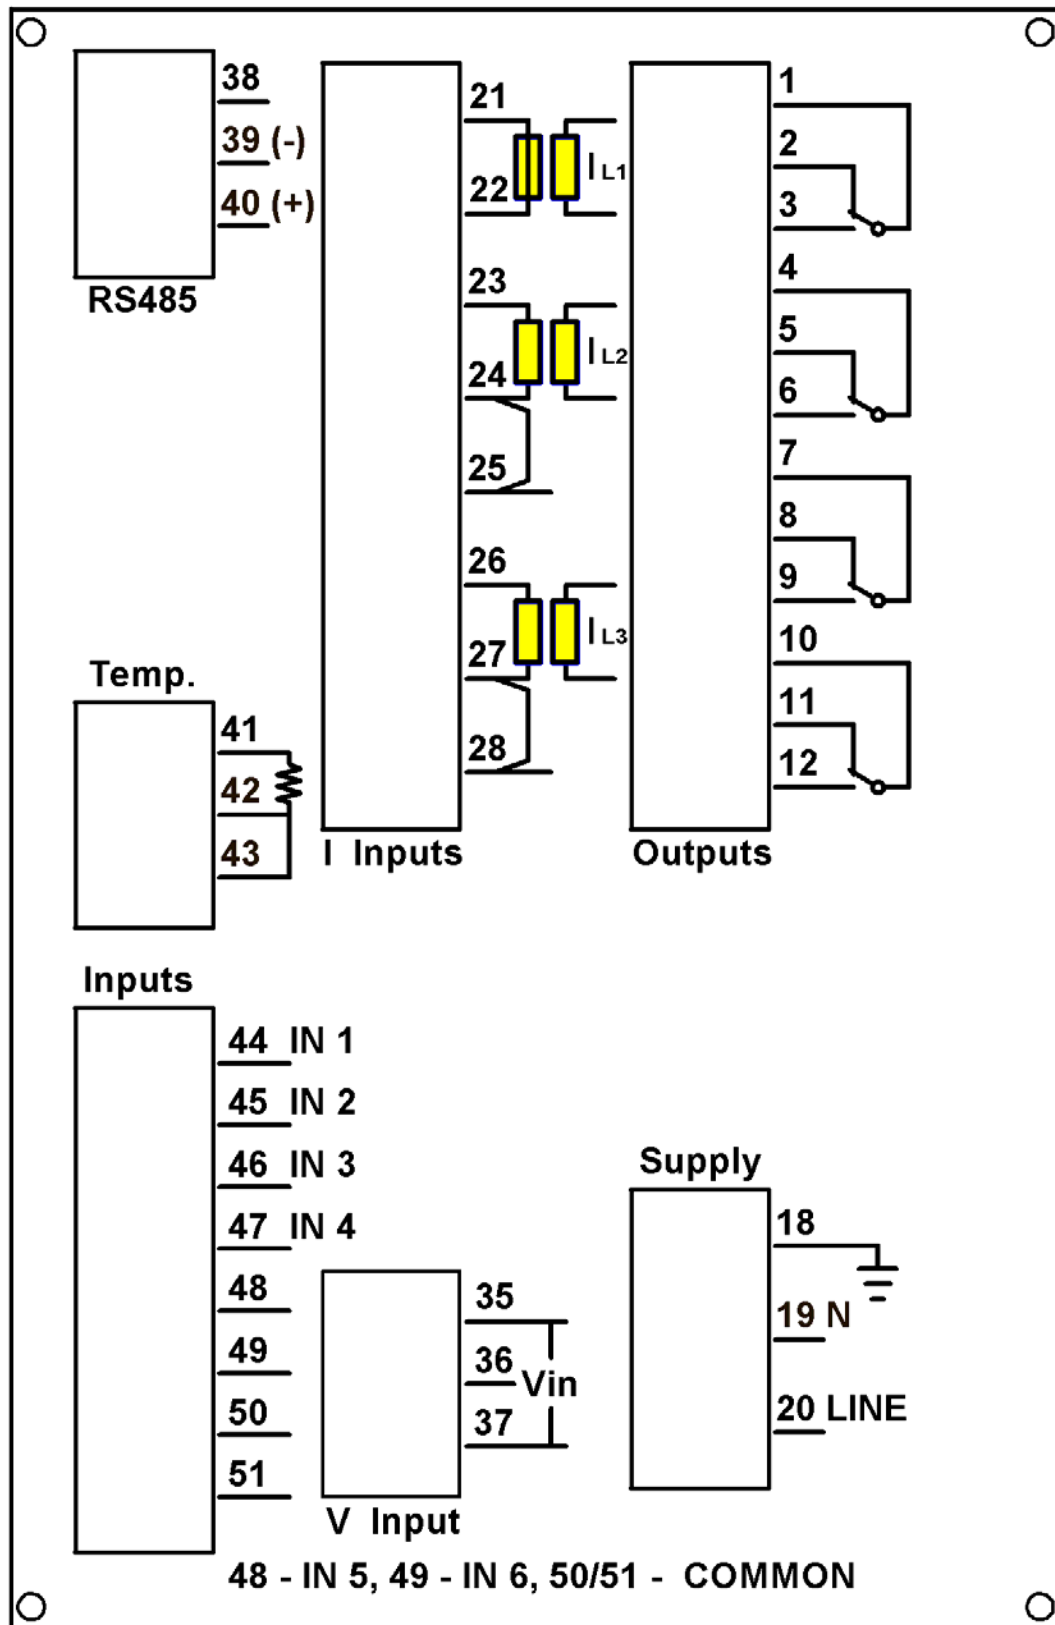 38
39 (-)
40 (+)
RS485
21
22
I L1
23
24
I L2
25
26
27
I L3
28
I Inputs
1
2
3
4
5
6
7
8
9
10
11
12
Outputs
Temp.
41
42
43
Inputs
44 IN 1
45 IN 2
46 IN 3
47 IN 4
48
49
50
51
35
36
Vin
37
V Input
Supply
18
19 N
20 LINE
48 - IN 5, 49 - IN 6, 50/51 - COMMON